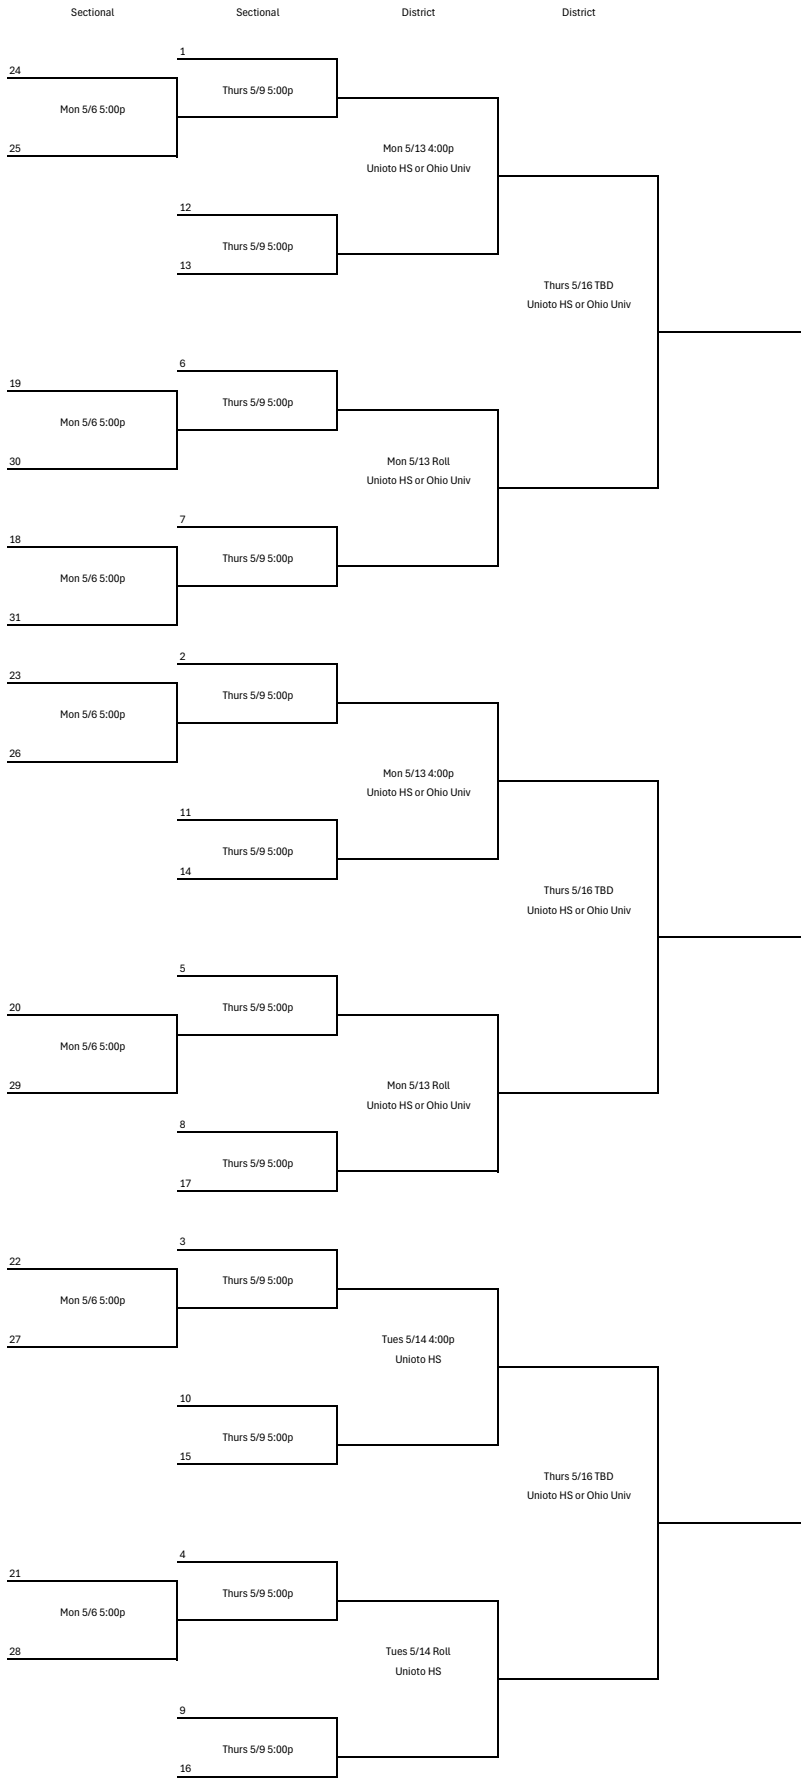 Sectional
Sectional
District
District
1
24
Thurs 5/9 5:00p
Mon 5/6 5:00p
25
Mon 5/13 4:00p
Unioto HS or Ohio Univ
12
Thurs 5/9 5:00p
13
Thurs 5/16 TBD
Unioto HS or Ohio Univ
6
19
Thurs 5/9 5:00p
Mon 5/6 5:00p
30
Mon 5/13 Roll
Unioto HS or Ohio Univ
7
18
Thurs 5/9 5:00p
Mon 5/6 5:00p
31
2
23
Thurs 5/9 5:00p
Mon 5/6 5:00p
26
Mon 5/13 4:00p
Unioto HS or Ohio Univ
11
Thurs 5/9 5:00p
14
Thurs 5/16 TBD
Unioto HS or Ohio Univ
5
20
Thurs 5/9 5:00p
Mon 5/6 5:00p
29
Mon 5/13 Roll
Unioto HS or Ohio Univ
8
Thurs 5/9 5:00p
17
3
22
Thurs 5/9 5:00p
Mon 5/6 5:00p
27
Tues 5/14 4:00p
Unioto HS
10
Thurs 5/9 5:00p
15
Thurs 5/16 TBD
Unioto HS or Ohio Univ
4
21
Thurs 5/9 5:00p
Mon 5/6 5:00p
28
Tues 5/14 Roll
Unioto HS
9
Thurs 5/9 5:00p
16